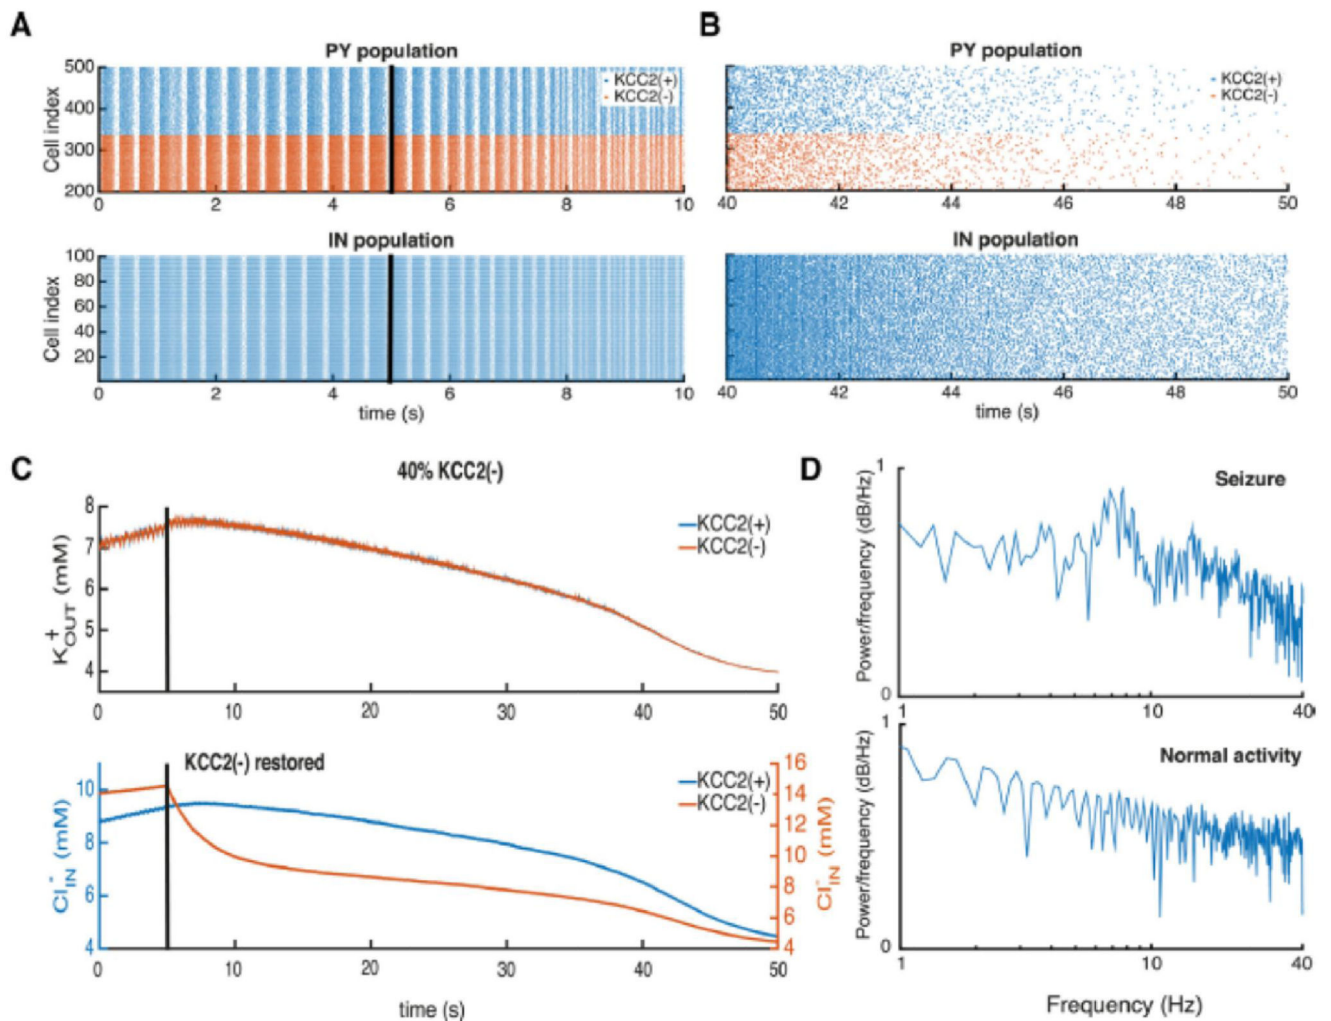 A
PY population
500
400
300
200
Cell index
KCC2(+)
KCC2(-)
0 2 4 6 8 10
IN population
100
80
60
40
20
Cell index
0 2 4 6 8 10
time (s)
B
PY population
KCC2(+)
KCC2(-)
40 42 44 46 48 50
IN population
40 42 44 46 48 50
time (s)
C
40% KCC2(-)
8
7
6
5
4
K+OUT (mM)
KCC2(+)
KCC2(-)
0 10 20 30 40 50
KCC2(-) restored
10
8
6
4
Cl-IN (mM)
KCC2(+)
KCC2(-)
16
14
12
10
8
6
4
Cl-IN (mM)
0 10 20 30 40 50
time (s)
D
Seizure
1
0
Power/frequency (dB/Hz)
1 10 40
Normal activity
1
0
Power/frequency (dB/Hz)
1 10 40
Frequency (Hz)